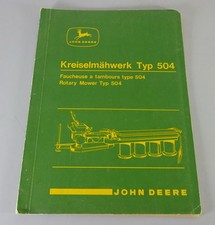 JOHN DEERE
Kreiselmähwerk Typ 504
Faucheuse a tambours type 504
Rotary Mower Typ 504
JOHN DEERE